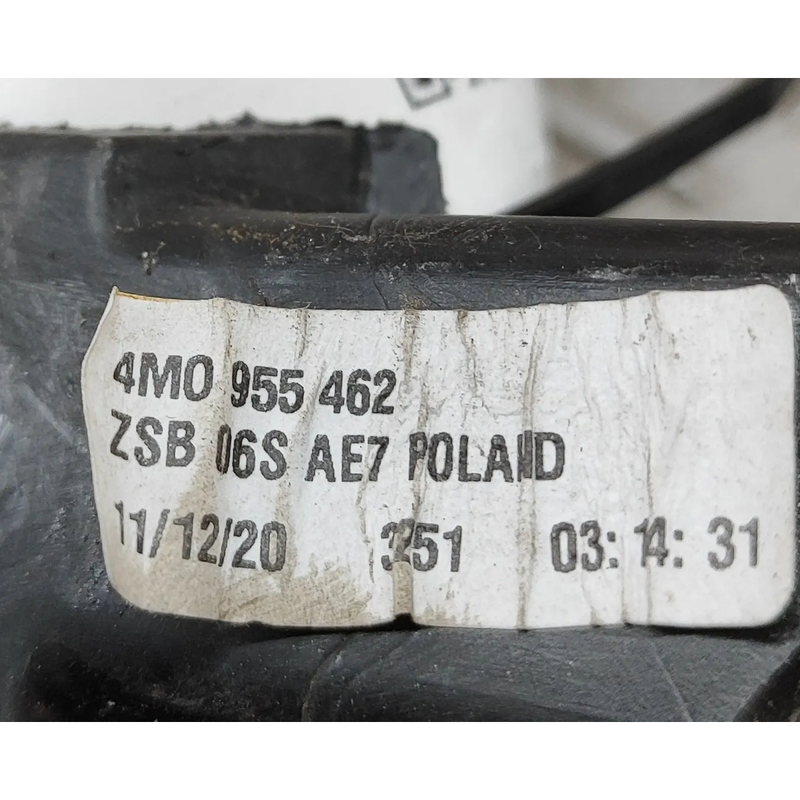 4M0 955 462
ZSB 06S AE7 POLAND
11/12/20 3251 03:14:31